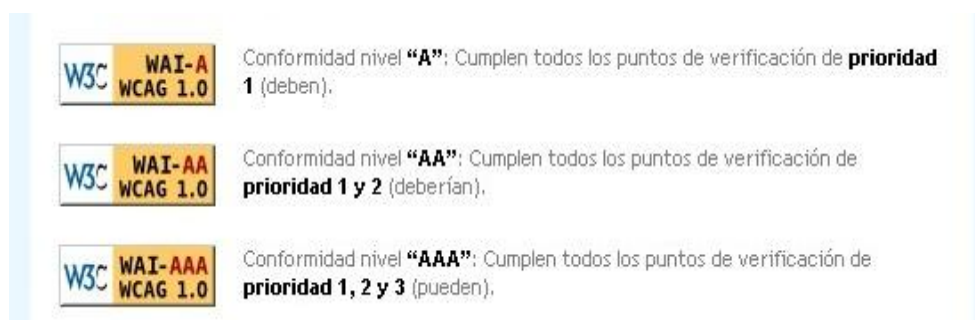 W3C WAI-A
WCAG 1.0
Conformidad nivel “A”: Cumplen todos los puntos de verificación de prioridad
1 (deben).
W3C WAI-AA
WCAG 1.0
Conformidad nivel “AA”: Cumplen todos los puntos de verificación de
prioridad 1 y 2 (deberían).
W3C WAI-AAA
WCAG 1.0
Conformidad nivel “AAA”: Cumplen todos los puntos de verificación de
prioridad 1, 2 y 3 (pueden).